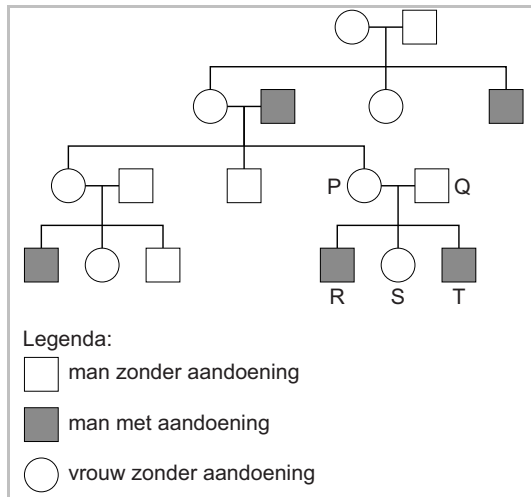 P
Q
R
S
T
Legenda:
man zonder aandoening
man met aandoening
vrouw zonder aandoening